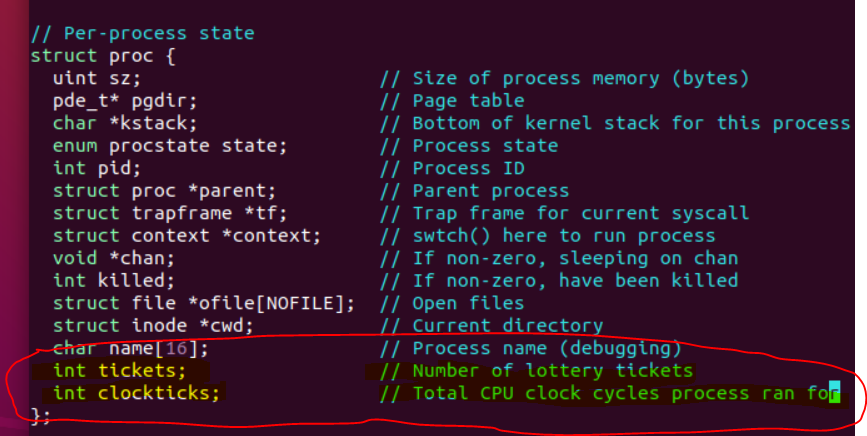 // Per-process state
struct proc {
  uint sz;                     // Size of process memory (bytes)
  pde_t* pgdir;                // Page table
  char *kstack;                // Bottom of kernel stack for this process
  enum procstate state;        // Process state
  int pid;                     // Process ID
  struct proc *parent;         // Parent process
  struct trapframe *tf;        // Trap frame for current syscall
  struct context *context;     // swtch() here to run process
  void *chan;                  // If non-zero, sleeping on chan
  int killed;                  // If non-zero, have been killed
  struct file *ofile[NOFILE];  // Open files
  struct inode *cwd;           // Current directory
  char name[16];               // Process name (debugging)
  int tickets;                 // Number of lottery tickets
  int clockticks;              // Total CPU clock cycles process ran for
};